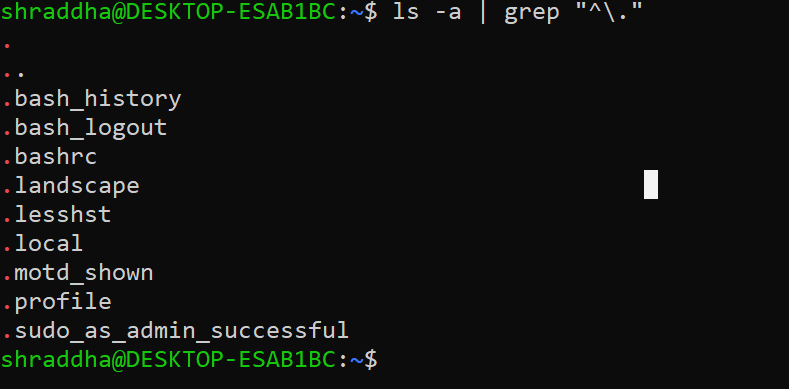 shraddha@DESKTOP-ESAB1BC:~$ ls -a | grep "^\."
.
..
.bash_history
.bash_logout
.bashrc
.landscape
.lesshst
.local
.motd_shown
.profile
.sudo_as_admin_successful
shraddha@DESKTOP-ESAB1BC:~$